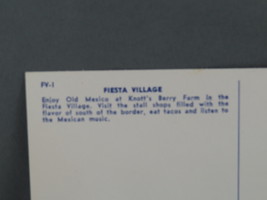 FV-1
FIESTA VILLAGE
Enjoy Old Mexico at Knott's Berry Farm in the
Fiesta Village. Visit the stall shops filled with the
flavor of south of the border, eat tacos and listen to
the Mexican music.